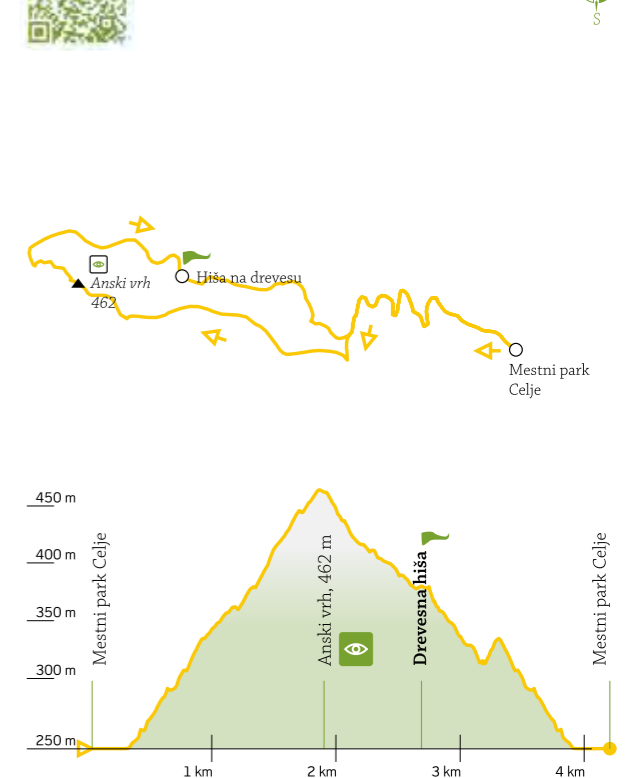 S
Anski vrh
462
Hiša na drevesu
Mestni park
Celje
450 m
400 m
350 m
300 m
250 m
Mestni park Celje
Anski vrh, 462 m
Drevesna hiša
Mestni park Celje
1 km
2 km
3 km
4 km